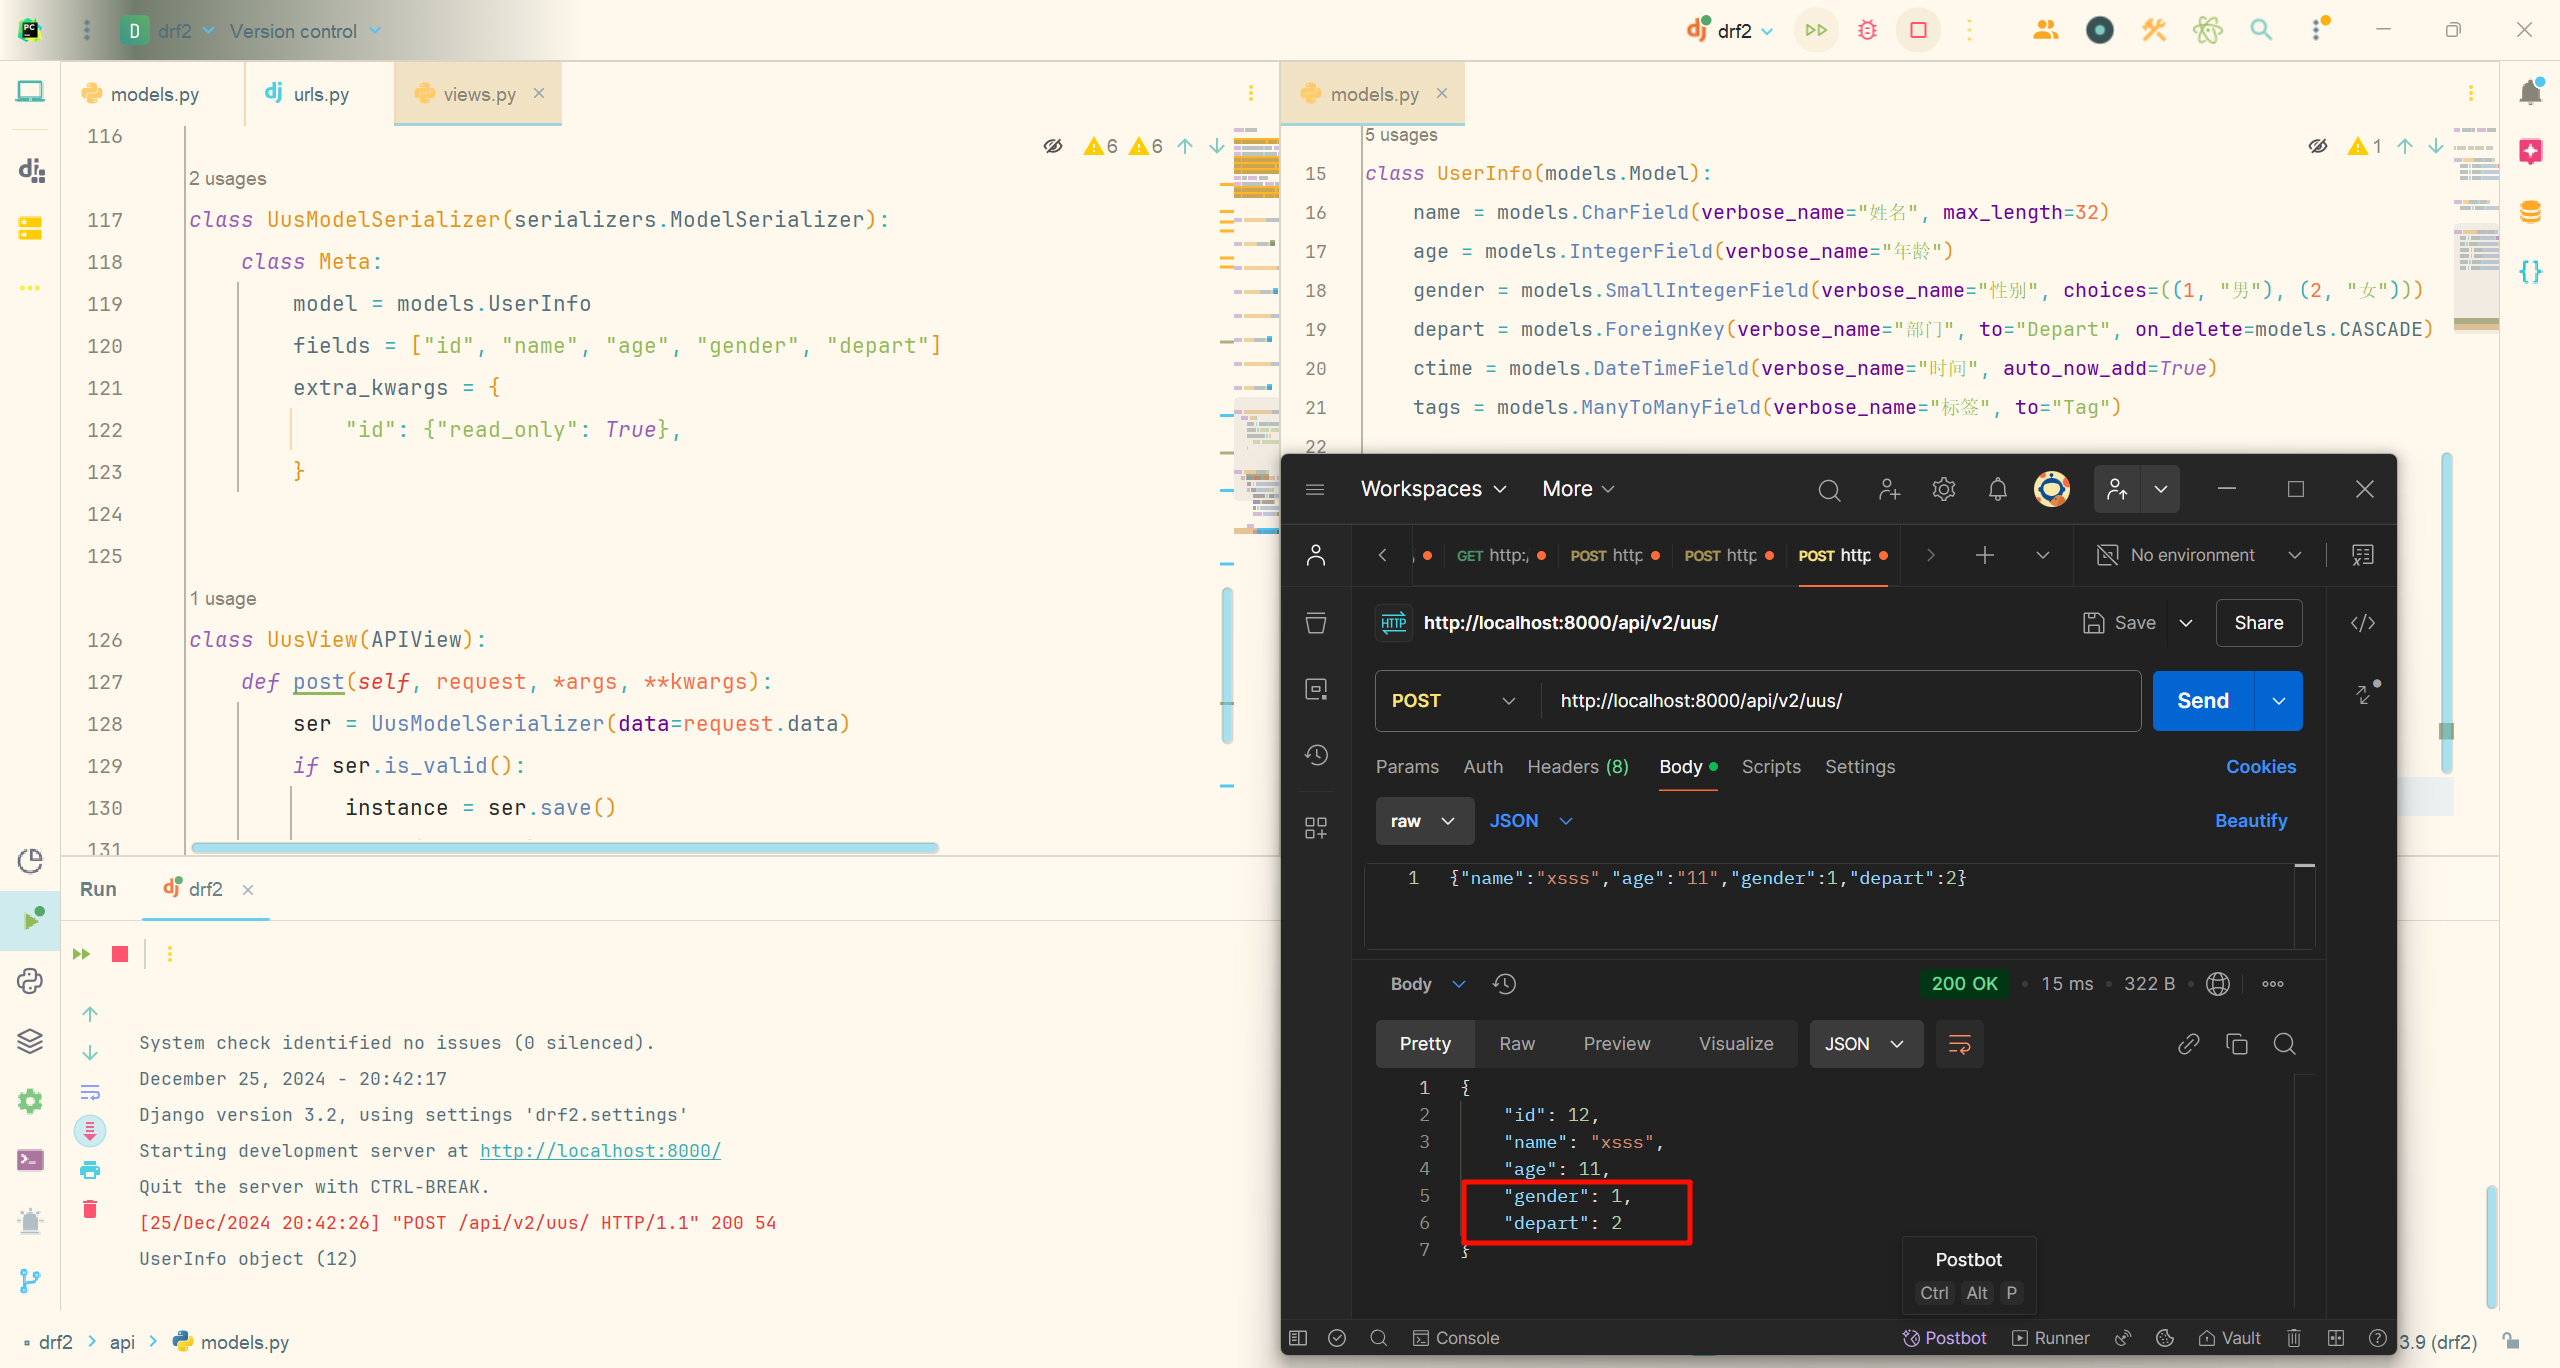 D drf2 Version control
drf2
models.py
urls.py
views.py
116
6 6
2 usages
117 class UusModelSerializer(serializers.ModelSerializer):
118 class Meta:
119 model = models.UserInfo
120 fields = ["id", "name", "age", "gender", "depart"]
121 extra_kwargs = {
122 "id": {"read_only": True},
123 }
124
125
1 usage
126 class UusView(APIView):
127 def post(self, request, *args, **kwargs):
128 ser = UusModelSerializer(data=request.data)
129 if ser.is_valid():
130 instance = ser.save()
131
models.py
5 usages
1
15 class UserInfo(models.Model):
16 name = models.CharField(verbose_name="姓名", max_length=32)
17 age = models.IntegerField(verbose_name="年龄")
18 gender = models.SmallIntegerField(verbose_name="性别", choices=((1, "男"), (2, "女")))
19 depart = models.ForeignKey(verbose_name="部门", to="Depart", on_delete=models.CASCADE)
20 ctime = models.DateTimeField(verbose_name="时间", auto_now_add=True)
21 tags = models.ManyToManyField(verbose_name="标签", to="Tag")
22
Workspaces More
GET http:/ POST http POST http POST http No environment
HTTP http://localhost:8000/api/v2/uus/ Save Share
POST http://localhost:8000/api/v2/uus/ Send
Params Auth Headers (8) Body Scripts Settings Cookies
raw JSON Beautify
1 {"name":"xsss","age":"11","gender":1,"depart":2}
Body 200 OK 15 ms 322 B
Pretty Raw Preview Visualize JSON
1 {
2 "id": 12,
3 "name": "xsss",
4 "age": 11,
5 "gender": 1,
6 "depart": 2
7 }
Postbot
Ctrl Alt P
Console Postbot Runner Vault
Run drf2
System check identified no issues (0 silenced).
December 25, 2024 - 20:42:17
Django version 3.2, using settings 'drf2.settings'
Starting development server at http://localhost:8000/
Quit the server with CTRL-BREAK.
[25/Dec/2024 20:42:26] "POST /api/v2/uus/ HTTP/1.1" 200 54
UserInfo object (12)
drf2 api models.py
3.9 (drf2)